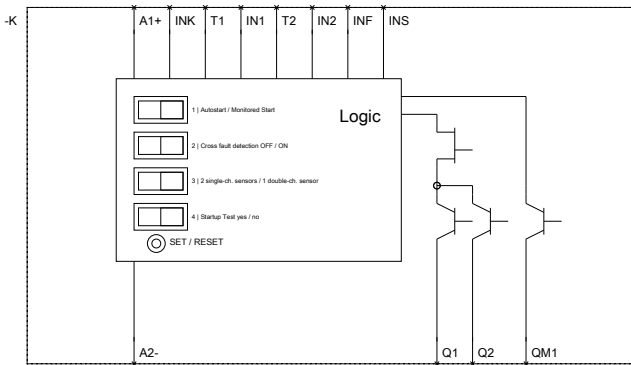 -K A1+ INK T1 IN1 T2 IN2 INF INS
1 | Autostart / Monitored Start
Logic
2 | Cross fault detection OFF / ON
3 | 2 single-ch. sensors / 1 double-ch. sensor
4 | Startup Test yes / no
SET / RESET
A2- Q1 Q2 QM1